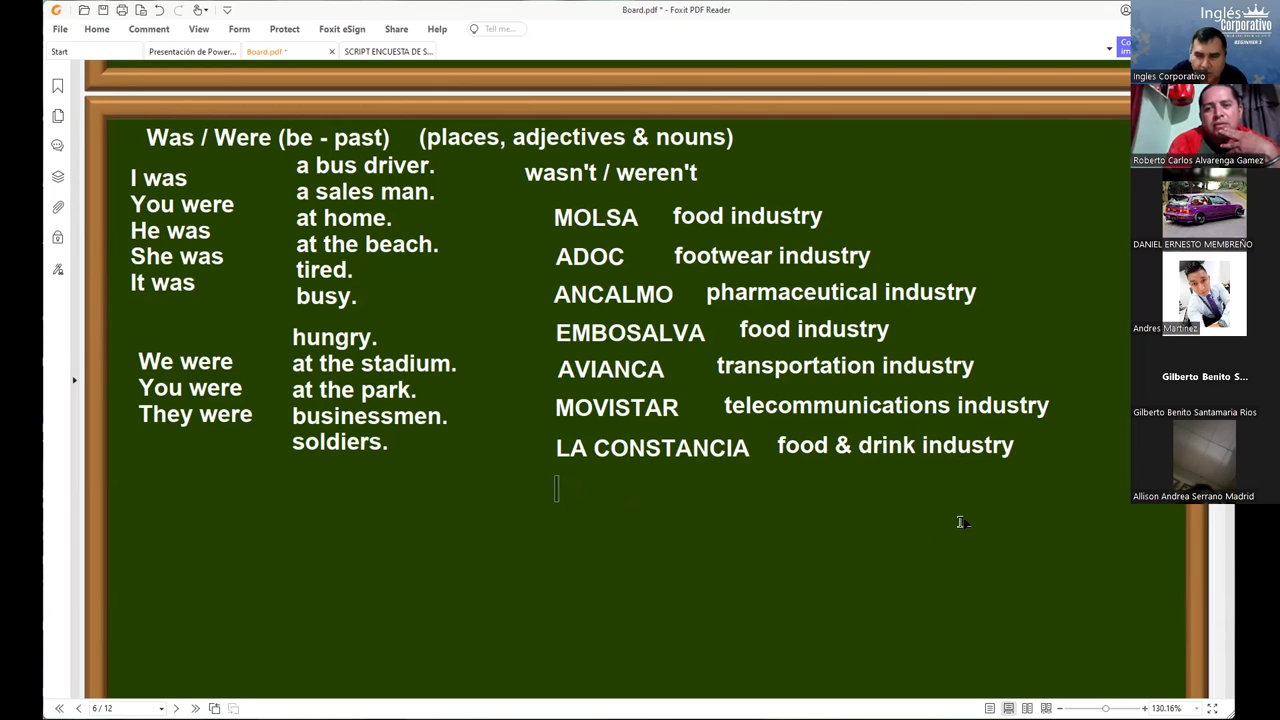 Board.pdf * - Foxit PDF Reader
File Home Comment View Form Protect Foxit eSign Share Help Tell me...
Start Presentación de Power... Board.pdf * SCRIPT ENCUESTA DE S...
Was / Were (be - past) (places, adjectives & nouns)
wasn't / weren't
I was
You were
He was
She was
It was
a bus driver.
a sales man.
at home.
at the beach.
tired.
busy.
We were
You were
They were
hungry.
at the stadium.
at the park.
businessmen.
soldiers.
MOLSA food industry
ADOC footwear industry
ANCALMO pharmaceutical industry
EMBOSALVA food industry
AVIANCA transportation industry
MOVISTAR telecommunications industry
LA CONSTANCIA food & drink industry
Inglés
Corporativo
BEGINNER 2
Ingles Corporativo
Roberto Carlos Alvarenga Gamez
DANIEL ERNESTO MEMBREÑO
Andres Martinez
Gilberto Benito S...
Gilberto Benito Santamaria Rios
Allison Andrea Serrano Madrid
6 / 12
130.16%